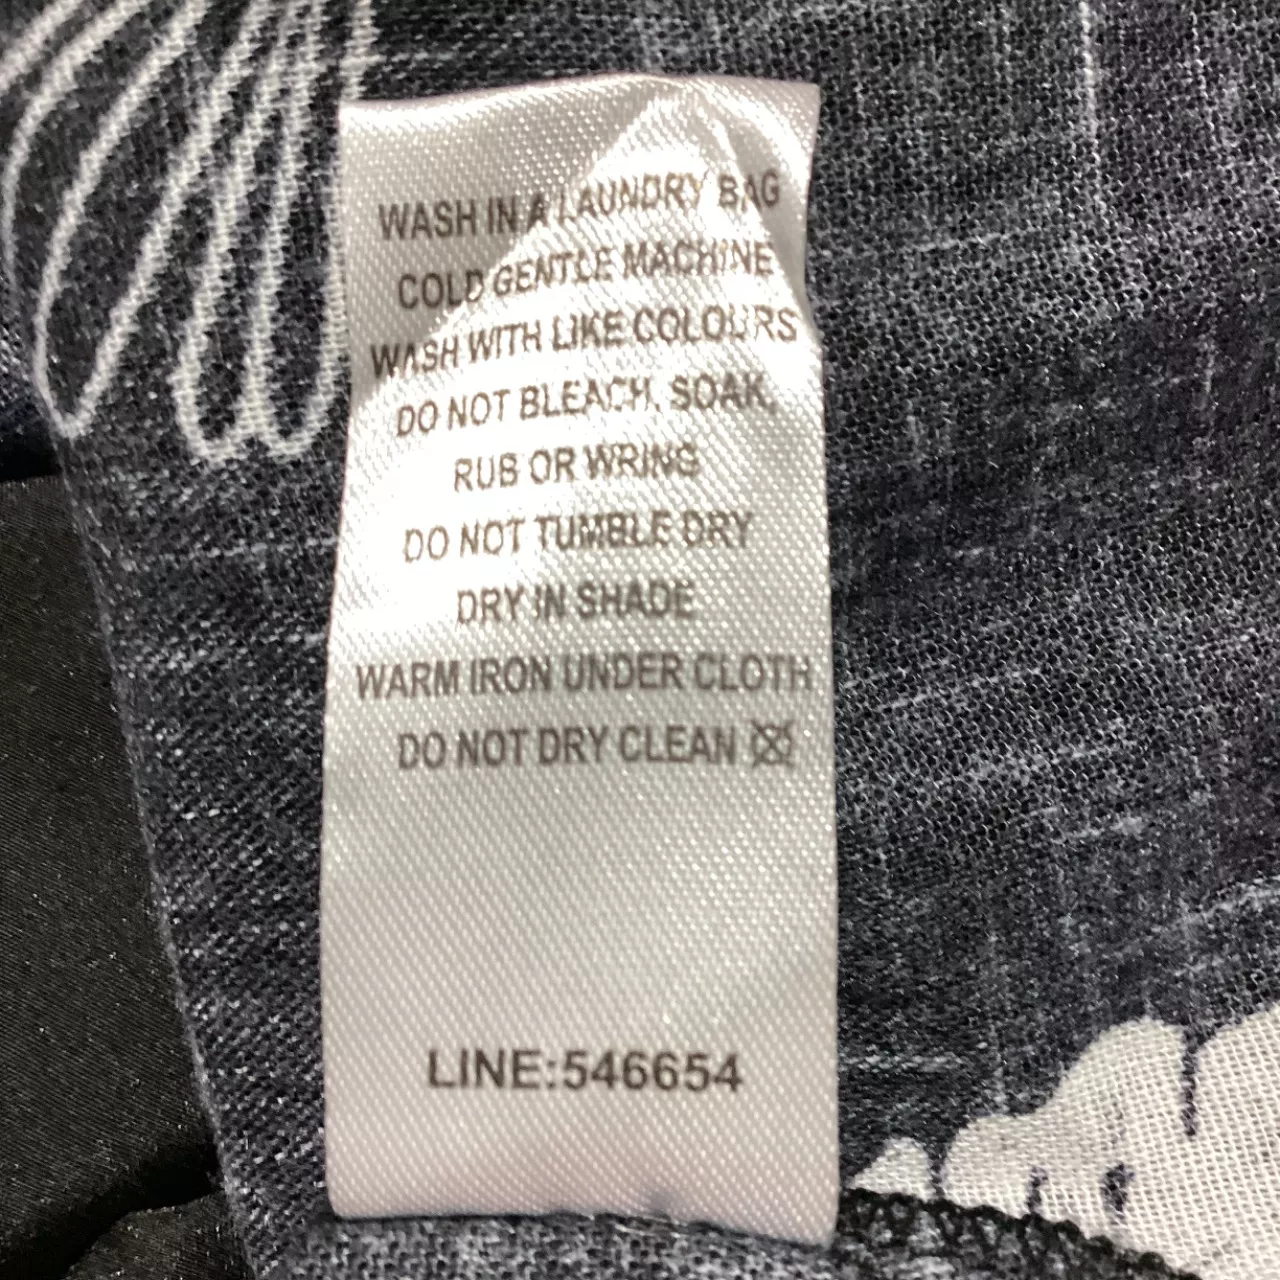 WASH IN A LAUNDRY BAG
COLD GENTLE MACHINE
WASH WITH LIKE COLOURS
DO NOT BLEACH, SOAK,
RUB OR WRING
DO NOT TUMBLE DRY
DRY IN SHADE
WARM IRON UNDER CLOTH
DO NOT DRY CLEAN
LINE:546654